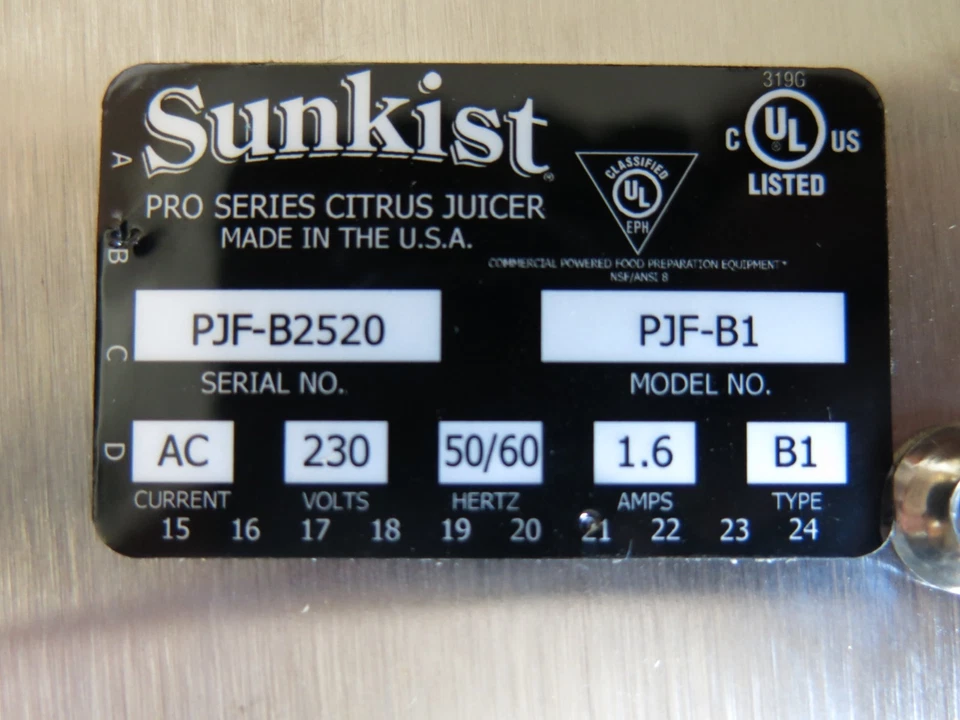 319G
Sunkist®
C UL® US
LISTED
CLASSIFIED
UL
EPH
PRO SERIES CITRUS JUICER
MADE IN THE U.S.A.
COMMERCIAL POWERED FOOD PREPARATION EQUIPMENT
NSF/ANSI 8
A
B
C
D
PJF-B2520
PJF-B1
SERIAL NO.
MODEL NO.
AC
230
50/60
1.6
B1
CURRENT
VOLTS
HERTZ
AMPS
TYPE
15 16 17 18 19 20 21 22 23 24